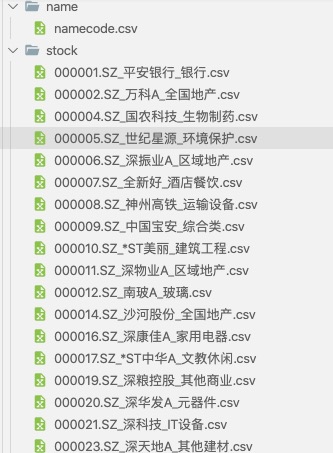 name
namecode.csv
stock
000001.SZ_平安银行_银行.csv
000002.SZ_万科A_全国地产.csv
000004.SZ_国农科技_生物制药.csv
000005.SZ_世纪星源_环境保护.csv
000006.SZ_深振业A_区域地产.csv
000007.SZ_全新好_酒店餐饮.csv
000008.SZ_神州高铁_运输设备.csv
000009.SZ_中国宝安_综合类.csv
000010.SZ_*ST美丽_建筑工程.csv
000011.SZ_深物业A_区域地产.csv
000012.SZ_南玻A_玻璃.csv
000014.SZ_沙河股份_全国地产.csv
000016.SZ_深康佳A_家用电器.csv
000017.SZ_*ST中华A_文教休闲.csv
000019.SZ_深粮控股_其他商业.csv
000020.SZ_深华发A_元器件.csv
000021.SZ_深科技_IT设备.csv
000023.SZ_深天地A_其他建材.csv